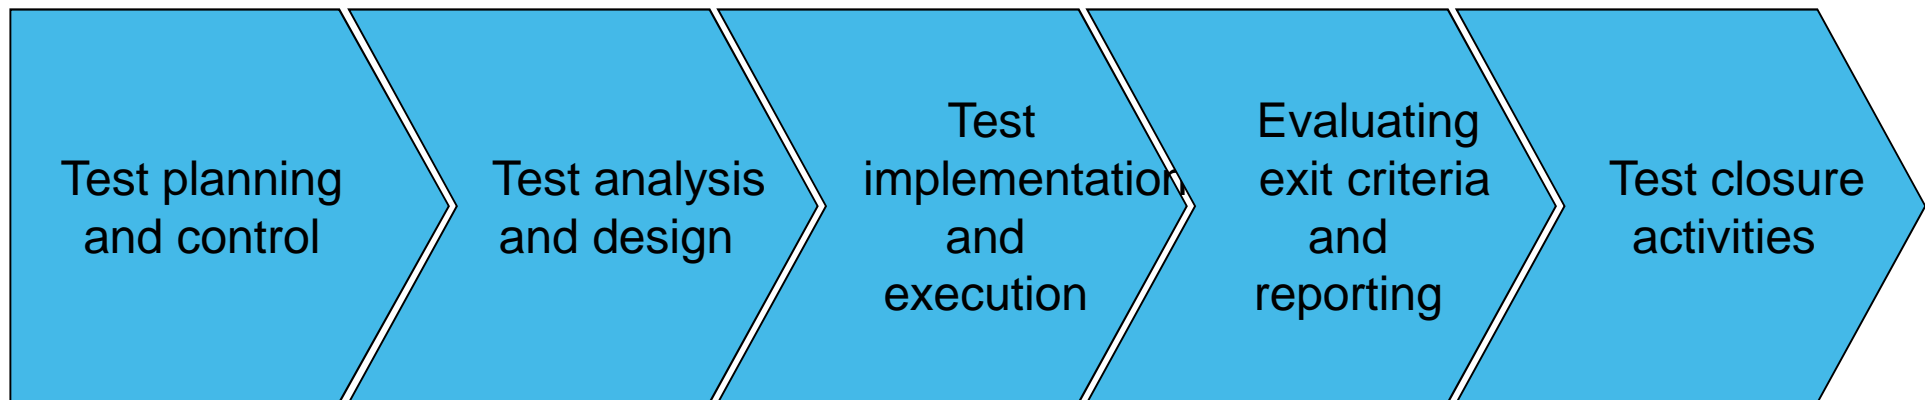 Test planning
and control
Test analysis
and design
Test
implementation
and
execution
Evaluating
exit criteria
and
reporting
Test closure
activities